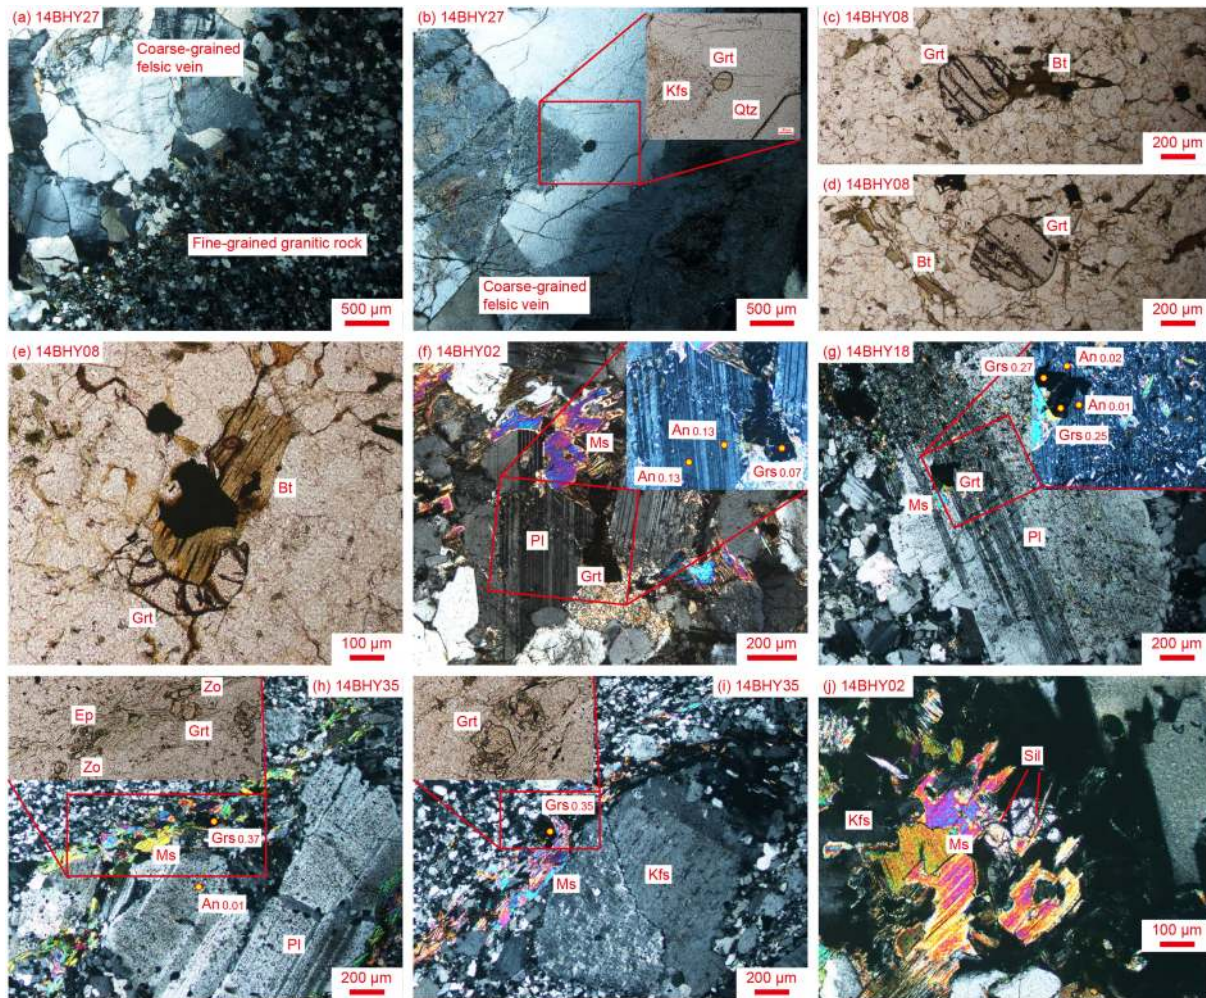 (a) 14BHY27
Coarse-grained
felsic vein
Fine-grained granitic rock
500 µm
(b) 14BHY27
Grt
Kfs
Qtz
Coarse-grained
felsic vein
500 µm
(c) 14BHY08
Grt
Bt
200 µm
(d) 14BHY08
Grt
Bt
200 µm
(e) 14BHY08
Bt
Grt
100 µm
(f) 14BHY02
Ms
An 0.13
An 0.13
Grs 0.07
Pl
Grt
200 µm
(g) 14BHY18
An 0.02
Grs 0.27
An 0.01
Grs 0.25
Grt
Ms
Pl
200 µm
(h) 14BHY35
Zo
Ep
Grt
Zo
Grs 0.37
Ms
An 0.01
Pl
200 µm
(i) 14BHY35
Grt
Grs 0.35
Ms
Kfs
200 µm
(j) 14BHY02
Sil
Kfs
Ms
100 µm